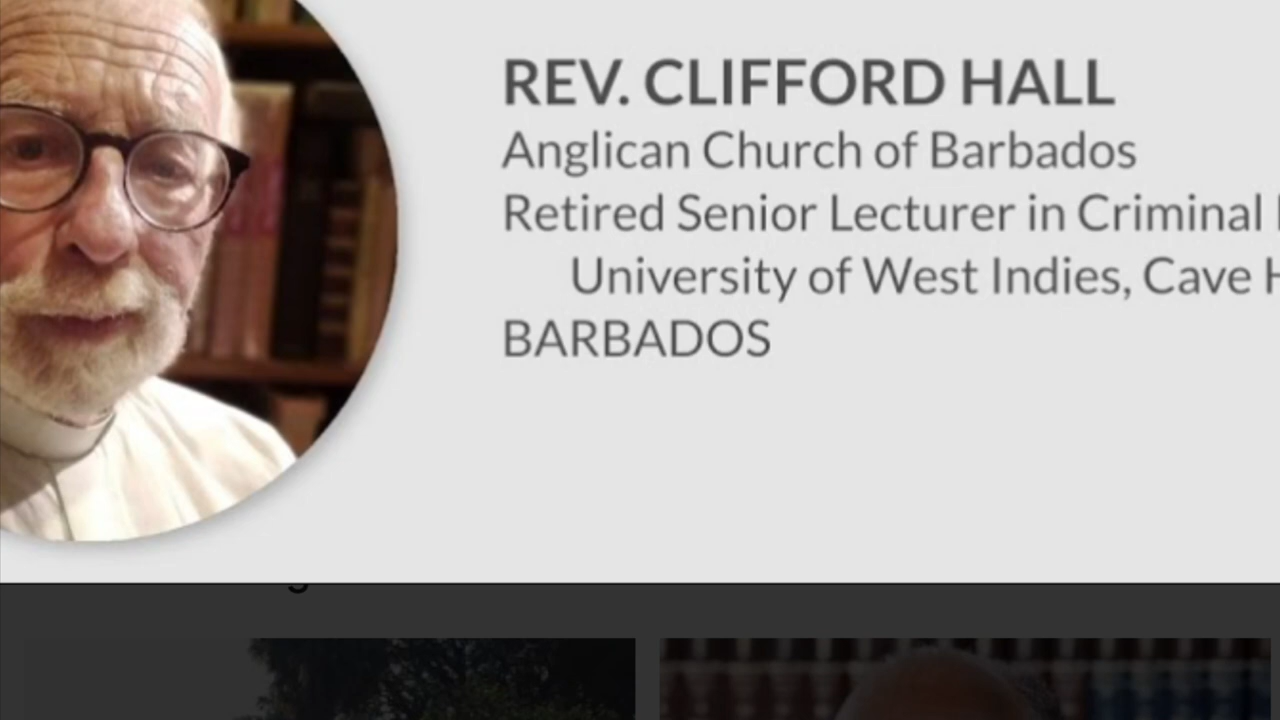 REV. CLIFFORD HALL
Anglican Church of Barbados
Retired Senior Lecturer in Criminal
University of West Indies, Cave
BARBADOS